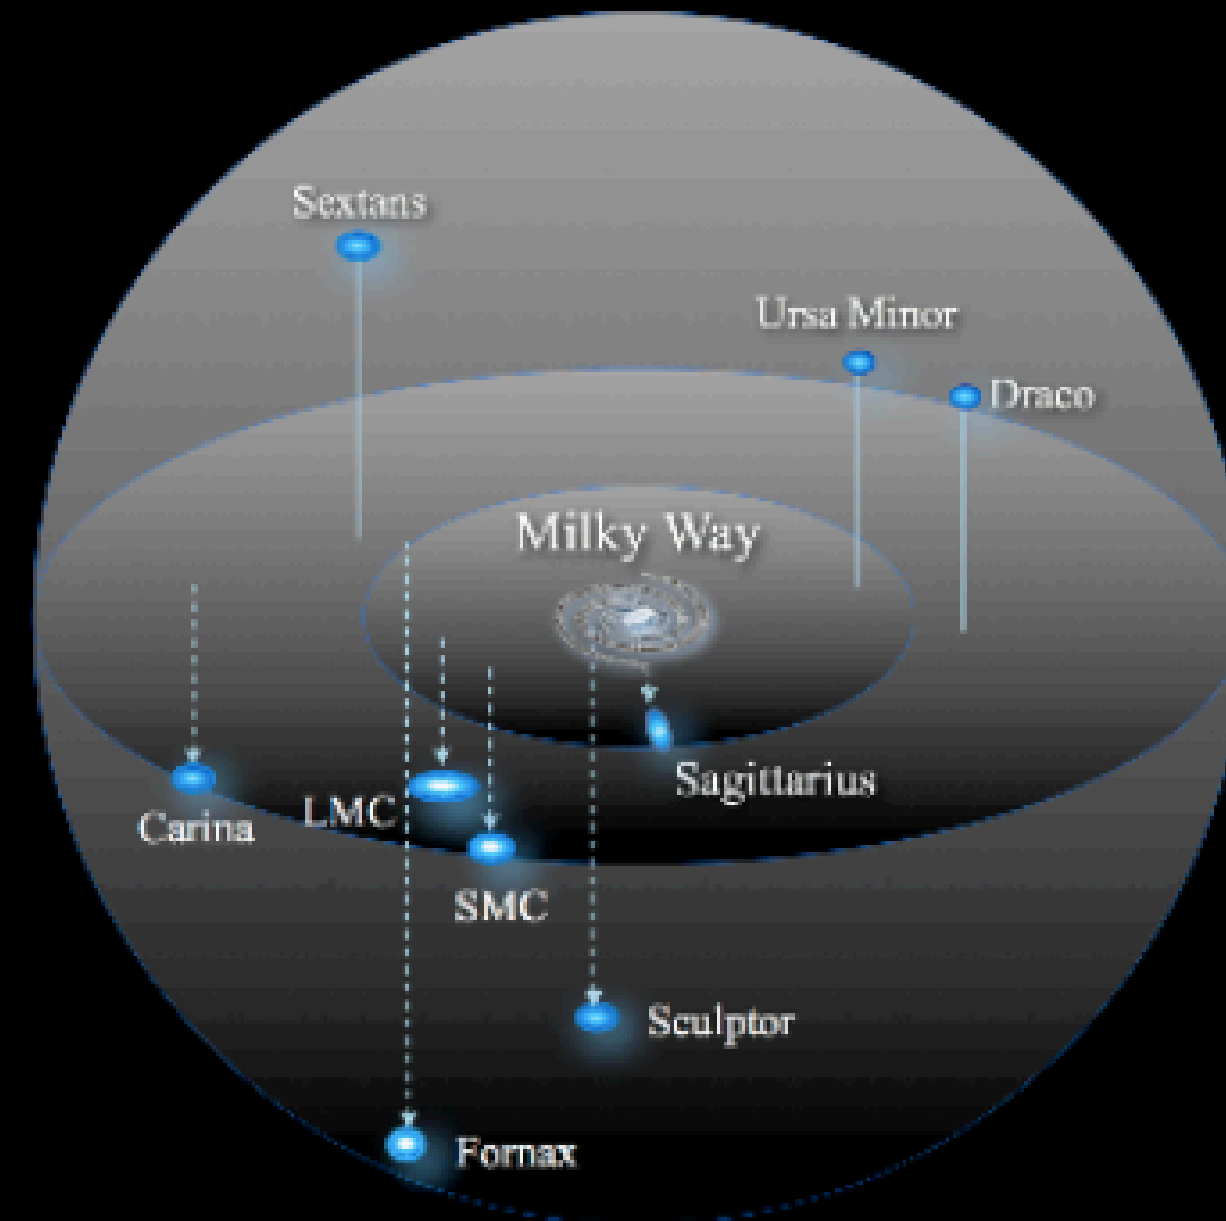 Sextans
Ursa Minor
Draco
Milky Way
Sagittarius
LMC
Carina
SMC
Sculptor
Fornax